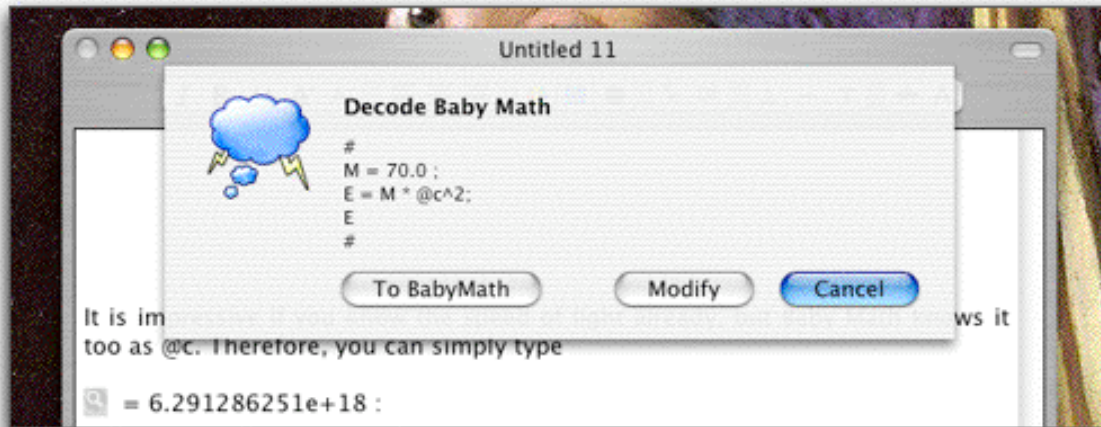 Untitled 11
Decode Baby Math
#
M = 70.0 ;
E = M * @c^2;
E
#
To BabyMath
Modify
Cancel
It is im ws it
too as @c. Therefore, you can simply type
= 6.291286251e+18 :